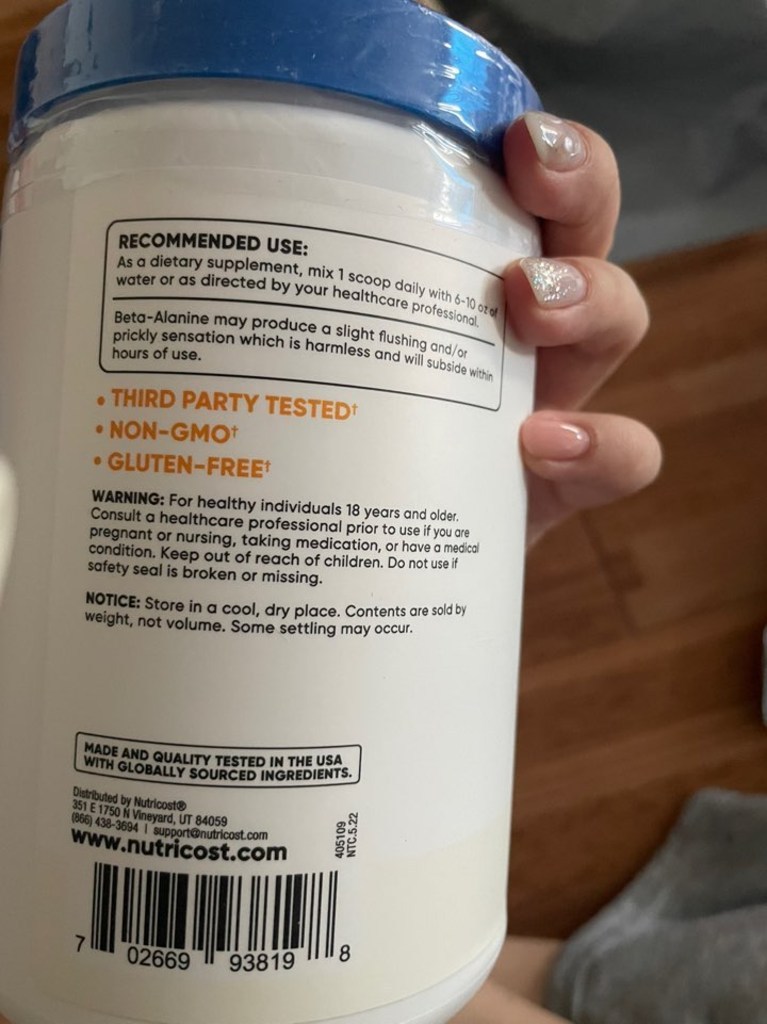 RECOMMENDED USE:
As a dietary supplement, mix 1 scoop daily with 6-10 oz of
water or as directed by your healthcare professional.
Beta-Alanine may produce a slight flushing and/or
prickly sensation which is harmless and will subside within
hours of use.
• THIRD PARTY TESTED†
• NON-GMO†
• GLUTEN-FREE†
WARNING: For healthy individuals 18 years and older.
Consult a healthcare professional prior to use if you are
pregnant or nursing, taking medication, or have a medical
condition. Keep out of reach of children. Do not use if
safety seal is broken or missing.
NOTICE: Store in a cool, dry place. Contents are sold by
weight, not volume. Some settling may occur.
MADE AND QUALITY TESTED IN THE USA
WITH GLOBALLY SOURCED INGREDIENTS.
Distributed by Nutricost®
351 E 1750 N Vineyard, UT 84059
(866) 438-3694 | support@nutricost.com
www.nutricost.com
405109
NTC.5.22
7 02669 93819 8